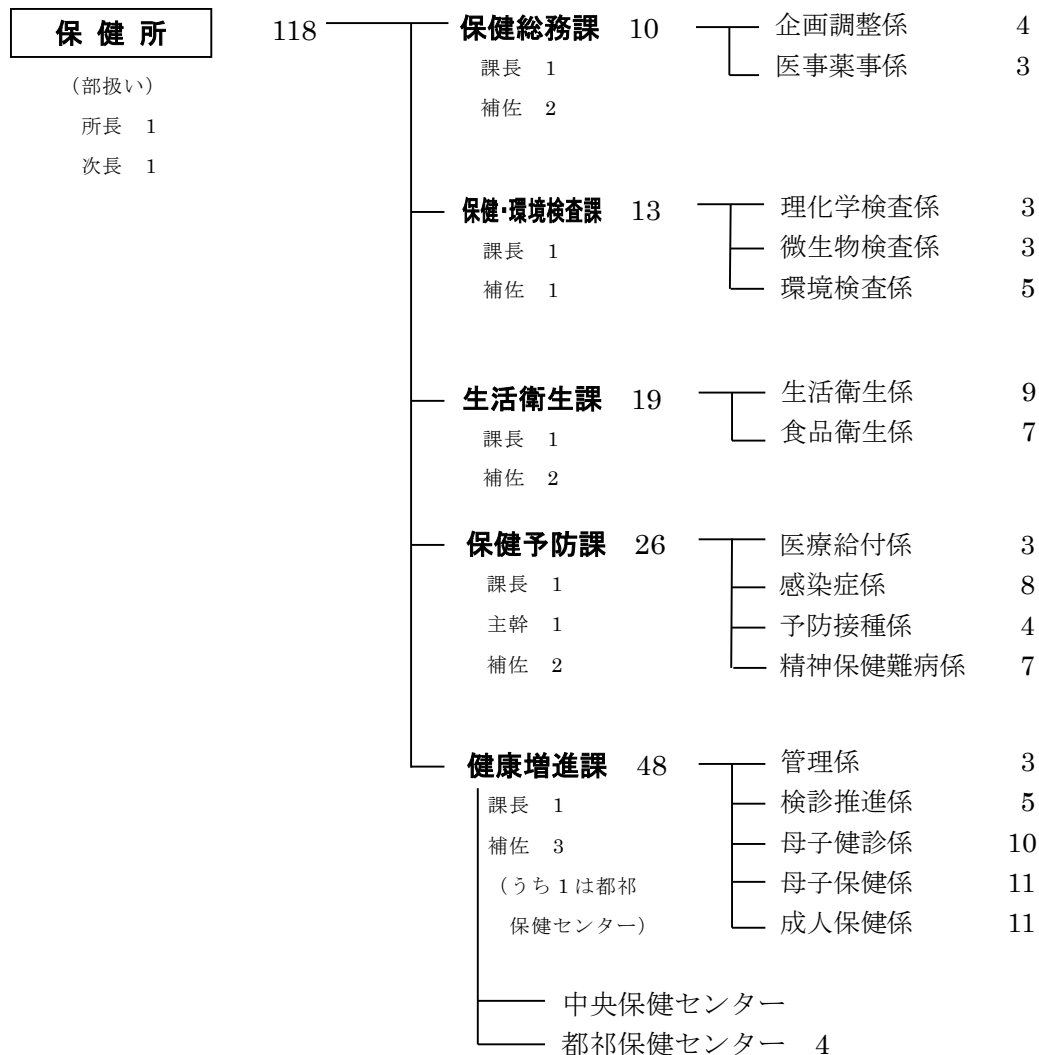 保健所 118 保健総務課 10 企画調整係 4
(部扱い) 課長 1 医事薬事係 3
所長 1 補佐 2
次長 1
保健・環境検査課 13 理化学検査係 3
課長 1 微生物検査係 3
補佐 1 環境検査係 5
生活衛生課 19 生活衛生係 9
課長 1 食品衛生係 7
補佐 2
保健予防課 26 医療給付係 3
課長 1 感染症係 8
主幹 1 予防接種係 4
補佐 2 精神保健難病係 7
健康増進課 48 管理係 3
課長 1 検診推進係 5
補佐 3 母子健診係 10
(うち1は都祁 母子保健係 11
保健センター) 成人保健係 11
中央保健センター
都祁保健センター 4